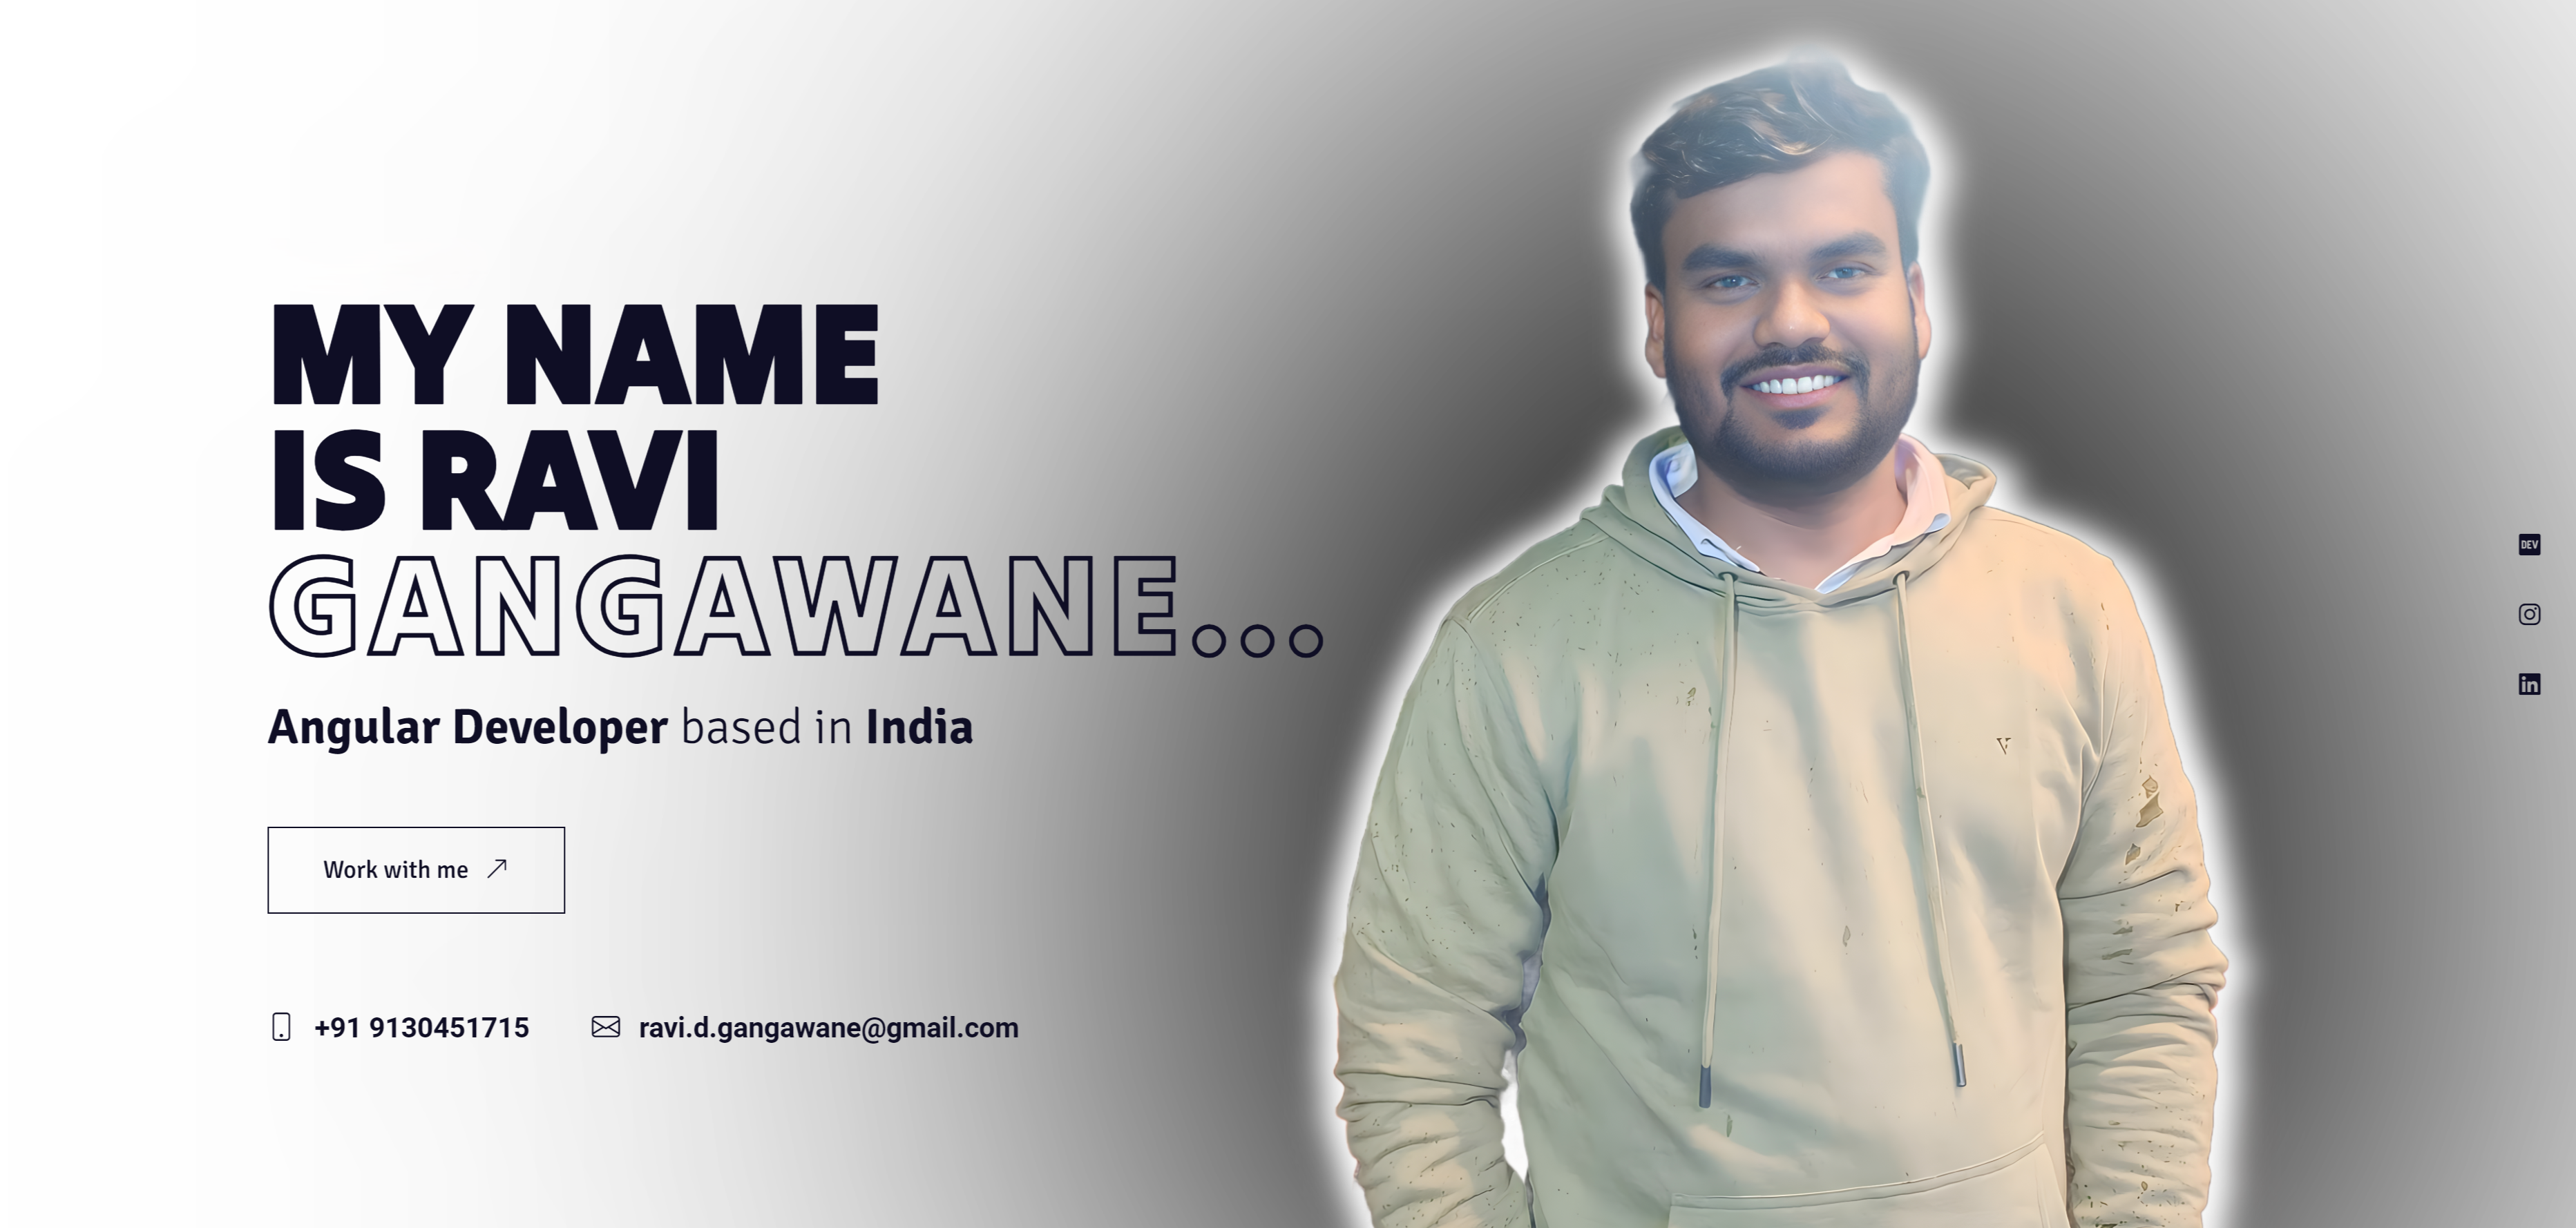 MY NAME
IS RAVI
GANGAWANE...
Angular Developer based in India
Work with me
+91 9130451715
ravi.d.gangawane@gmail.com
DEV
in